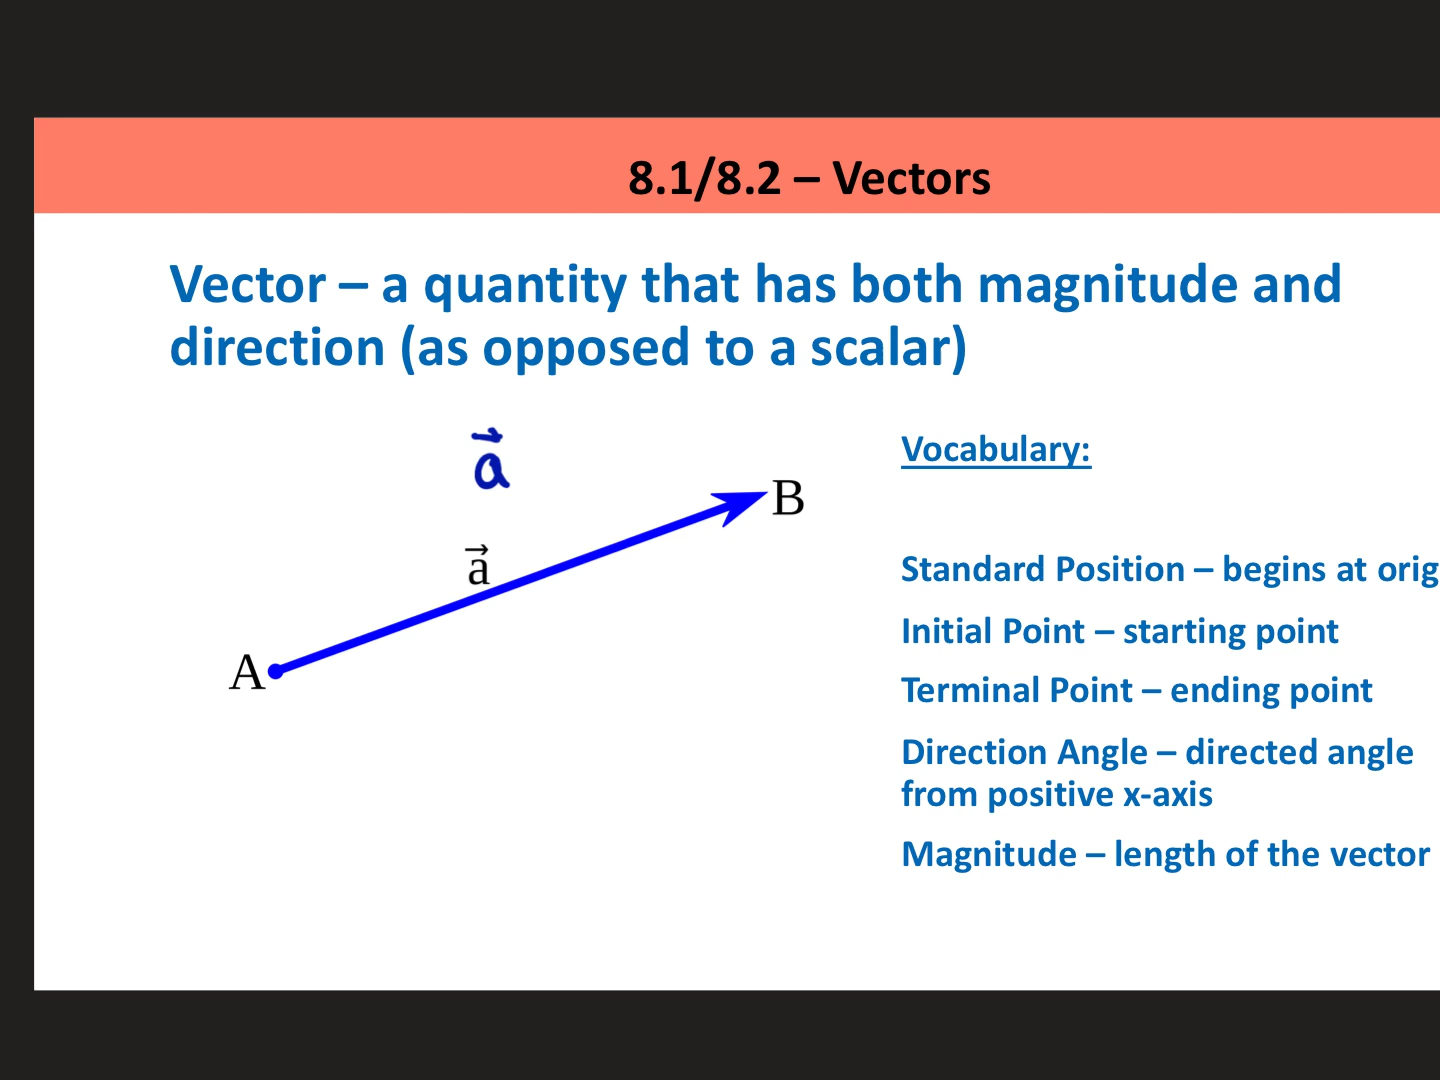 8.1/8.2 – Vectors
Vector – a quantity that has both magnitude and
direction (as opposed to a scalar)
a⃗
Vocabulary:
B
a⃗
Standard Position – begins at orig
Initial Point – starting point
A
Terminal Point – ending point
Direction Angle – directed angle
from positive x-axis
Magnitude – length of the vector